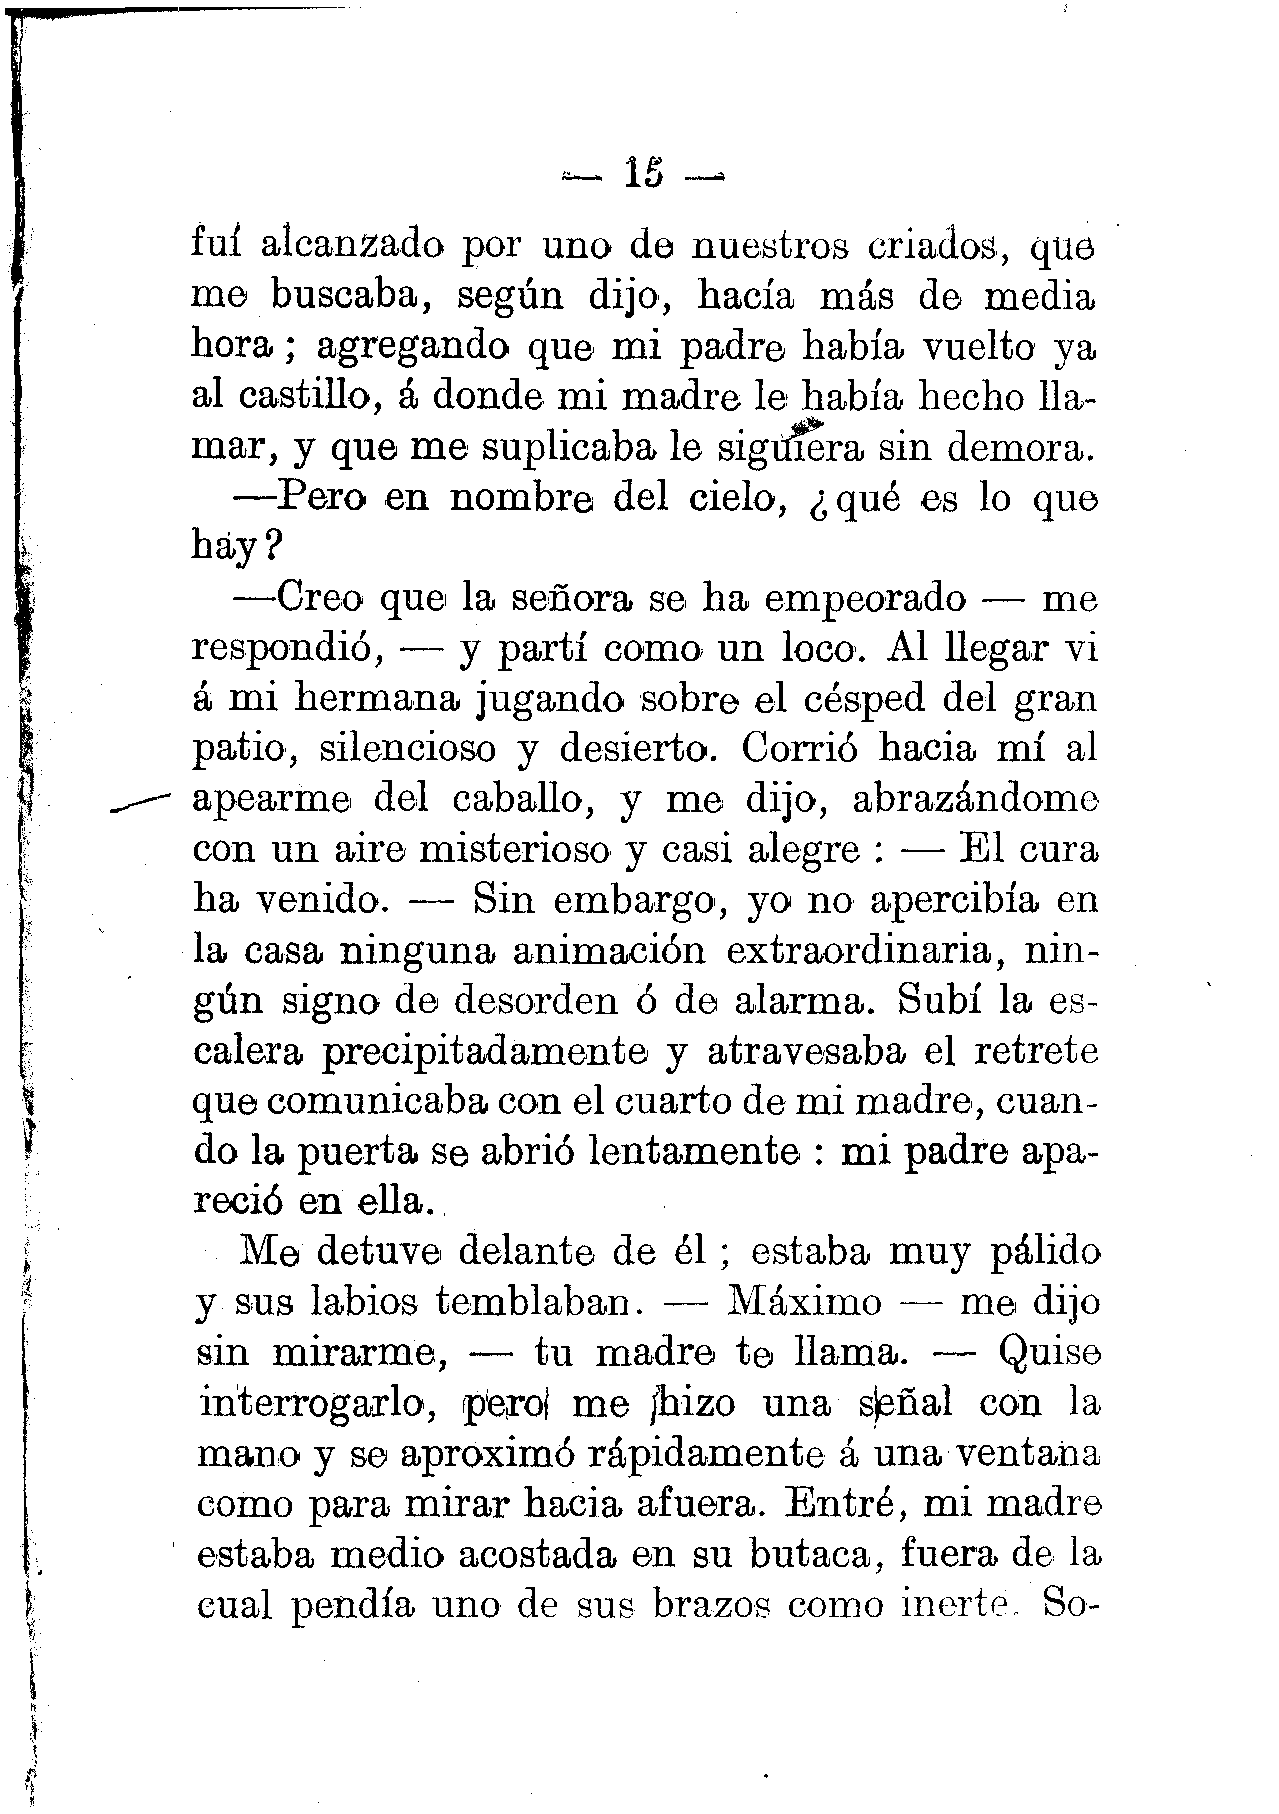 — 15 —
fuí alcanzado por uno de nuestros criados, que
me buscaba, según dijo, hacía más de media
hora ; agregando que mi padre había vuelto ya
al castillo, á donde mi madre le había hecho lla-
mar, y que me suplicaba le siguiera sin demora.
—Pero en nombre del cielo, ¿qué es lo que
hay?
—Creo que la señora se ha empeorado — me
respondió, — y partí como un loco. Al llegar vi
á mi hermana jugando sobre el césped del gran
patio, silencioso y desierto. Corrió hacia mí al
apearme del caballo, y me dijo, abrazándome
con un aire misterioso y casi alegre : — El cura
ha venido. — Sin embargo, yo no apercibía en
la casa ninguna animación extraordinaria, nin-
gún signo de desorden ó de alarma. Subí la es-
calera precipitadamente y atravesaba el retrete
que comunicaba con el cuarto de mi madre, cuan-
do la puerta se abrió lentamente : mi padre apa-
reció en ella.
Me detuve delante de él ; estaba muy pálido
y sus labios temblaban. — Máximo — me dijo
sin mirarme, — tu madre te llama. — Quise
interrogarlo, pero me hizo una señal con la
mano y se aproximó rápidamente á una ventana
como para mirar hacia afuera. Entré, mi madre
estaba medio acostada en su butaca, fuera de la
cual pendía uno de sus brazos como inerte. So-